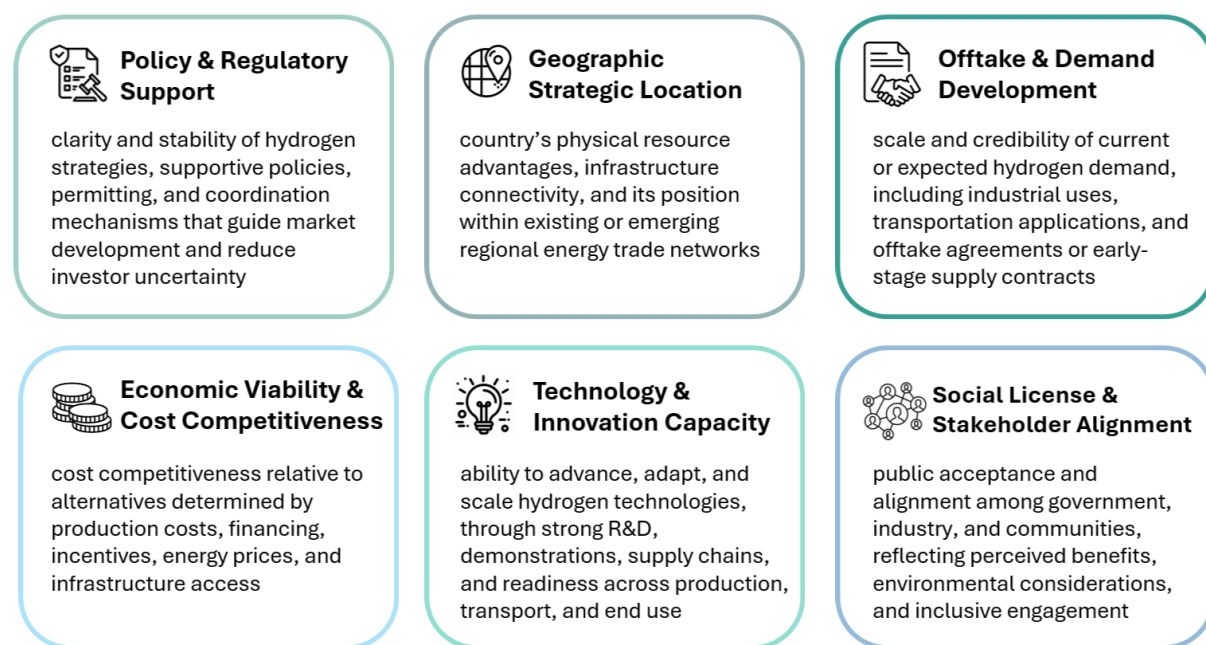 Policy & Regulatory
Support
clarity and stability of hydrogen
strategies, supportive policies,
permitting, and coordination
mechanisms that guide market
development and reduce
investor uncertainty
Geographic
Strategic Location
country’s physical resource
advantages, infrastructure
connectivity, and its position
within existing or emerging
regional energy trade networks
Offtake & Demand
Development
scale and credibility of current
or expected hydrogen demand,
including industrial uses,
transportation applications, and
offtake agreements or early-
stage supply contracts
Economic Viability &
Cost Competitiveness
cost competitiveness relative to
alternatives determined by
production costs, financing,
incentives, energy prices, and
infrastructure access
Technology &
Innovation Capacity
ability to advance, adapt, and
scale hydrogen technologies,
through strong R&D,
demonstrations, supply chains,
and readiness across production,
transport, and end use
Social License &
Stakeholder Alignment
public acceptance and
alignment among government,
industry, and communities,
reflecting perceived benefits,
environmental considerations,
and inclusive engagement